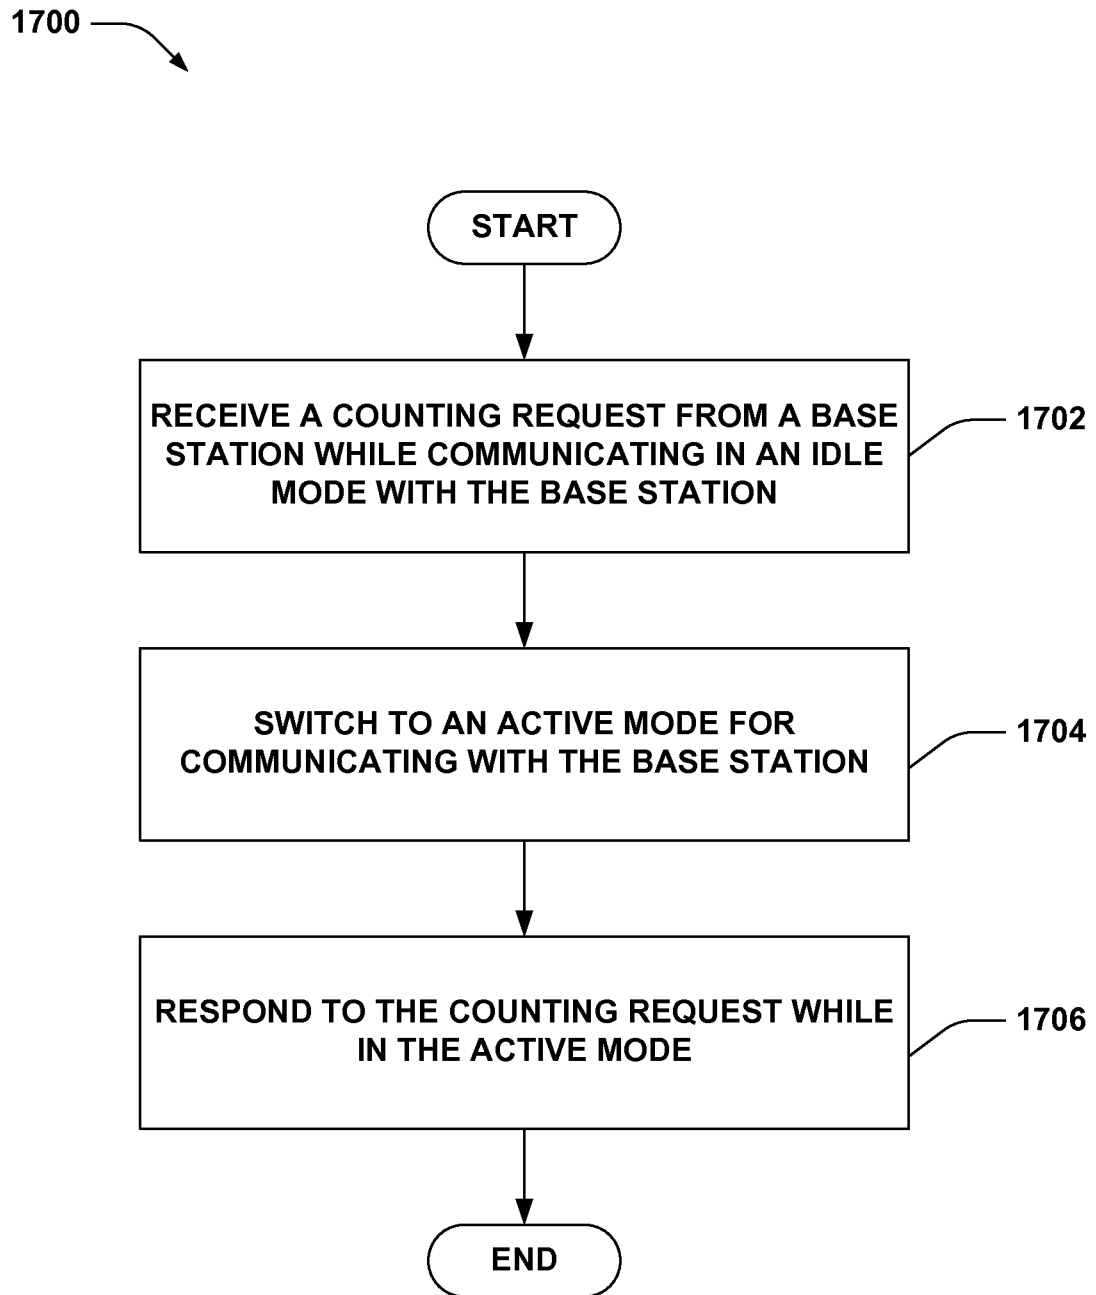 1700
START
RECEIVE A COUNTING REQUEST FROM A BASE
STATION WHILE COMMUNICATING IN AN IDLE
MODE WITH THE BASE STATION
1702
SWITCH TO AN ACTIVE MODE FOR
COMMUNICATING WITH THE BASE STATION
1704
RESPOND TO THE COUNTING REQUEST WHILE
IN THE ACTIVE MODE
1706
END